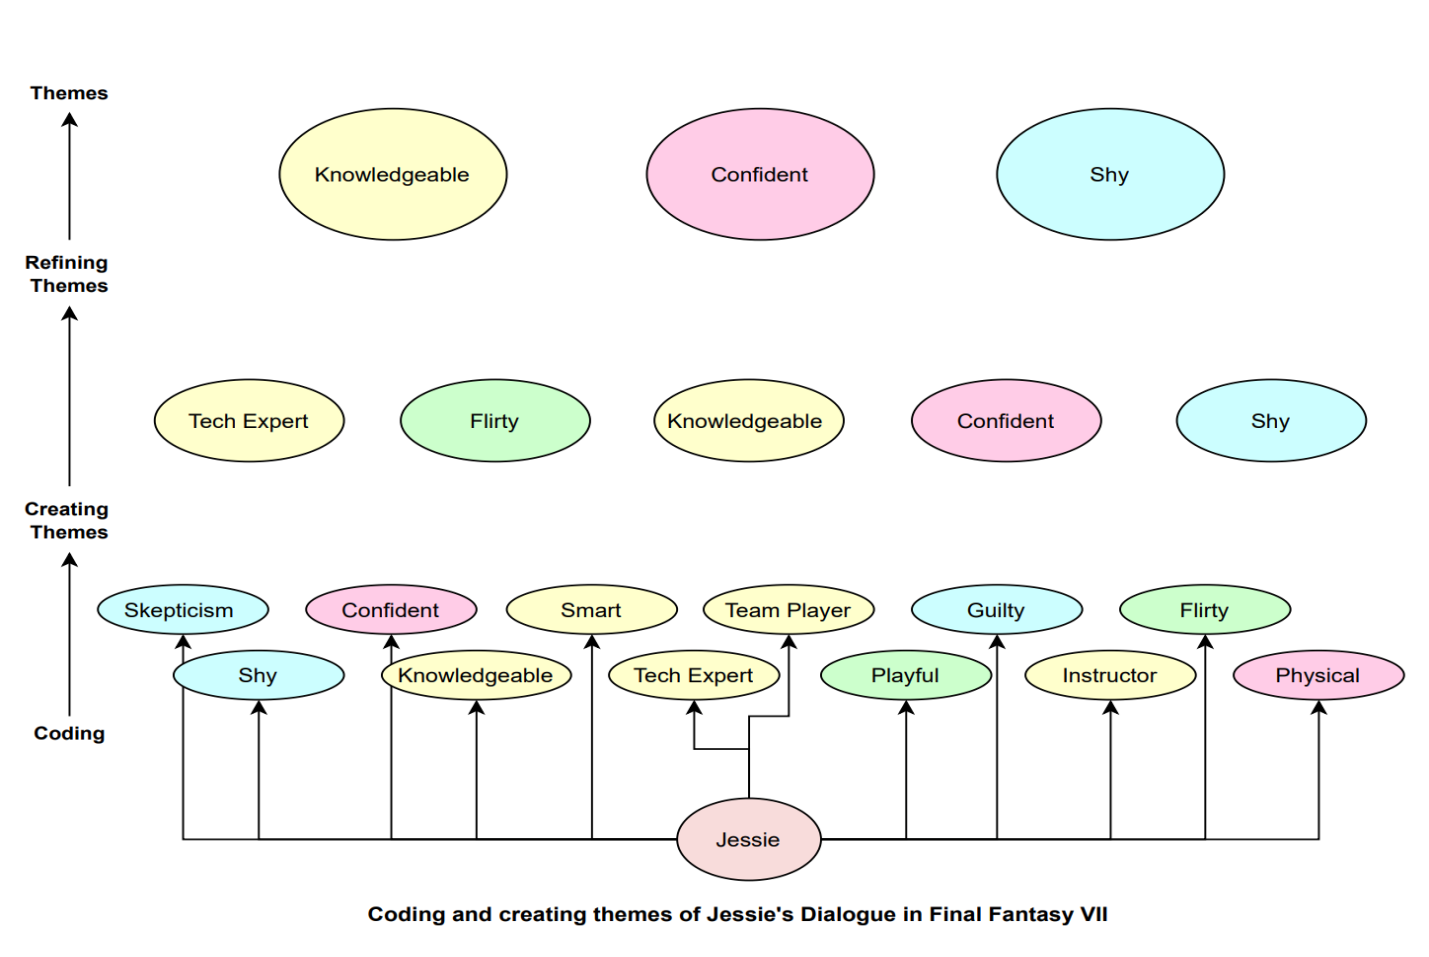 Themes
Knowledgeable
Confident
Shy
Refining
Themes
Tech Expert
Flirty
Knowledgeable
Confident
Shy
Creating
Themes
Skepticism
Confident
Smart
Team Player
Guilty
Flirty
Shy
Knowledgeable
Tech Expert
Playful
Instructor
Physical
Coding
Jessie
Coding and creating themes of Jessie's Dialogue in Final Fantasy VII